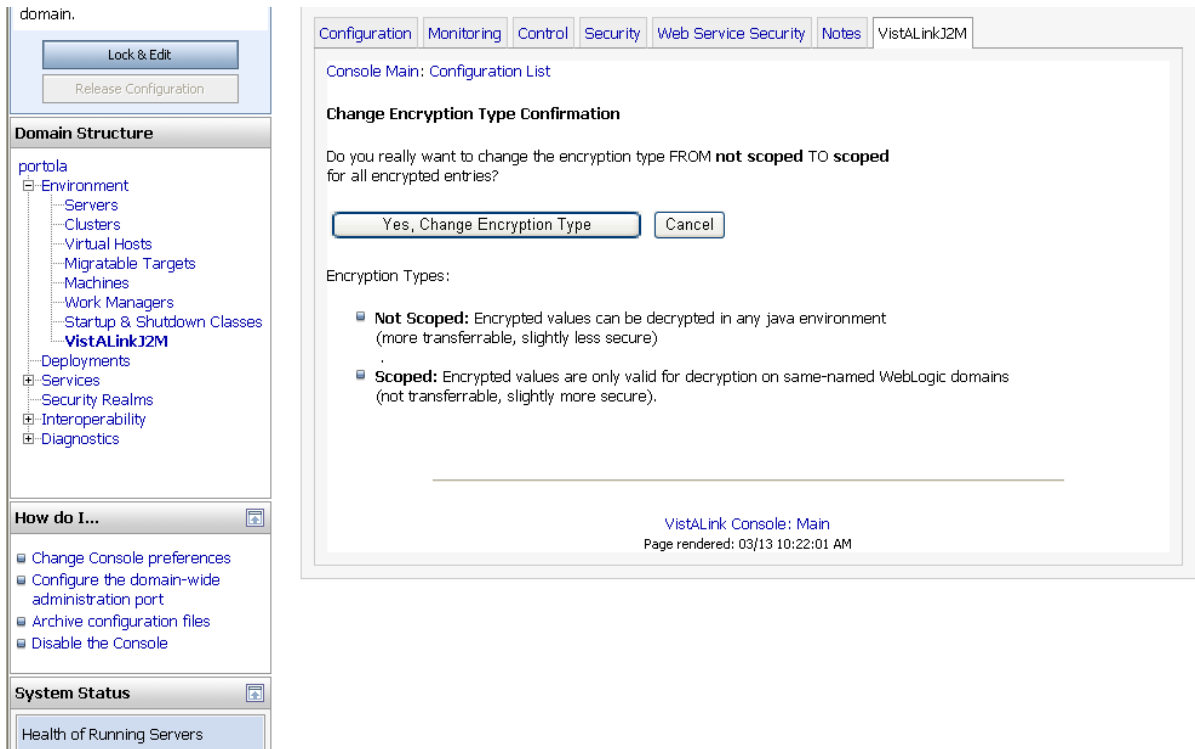 domain.
Lock & Edit
Release Configuration
Domain Structure
portola
Environment
Servers
Clusters
Virtual Hosts
Migratable Targets
Machines
Work Managers
Startup & Shutdown Classes
VistALinkJ2M
Deployments
Services
Security Realms
Interoperability
Diagnostics
How do I...
Change Console preferences
Configure the domain-wide
administration port
Archive configuration files
Disable the Console
System Status
Health of Running Servers
Configuration Monitoring Control Security Web Service Security Notes VistALinkJ2M
Console Main: Configuration List
Change Encryption Type Confirmation
Do you really want to change the encryption type FROM not scoped TO scoped
for all encrypted entries?
Yes, Change Encryption Type Cancel
Encryption Types:
Not Scoped: Encrypted values can be decrypted in any java environment
(more transferrable, slightly less secure)
.
Scoped: Encrypted values are only valid for decryption on same-named WebLogic domains
(not transferrable, slightly more secure).
VistALink Console: Main
Page rendered: 03/13 10:22:01 AM